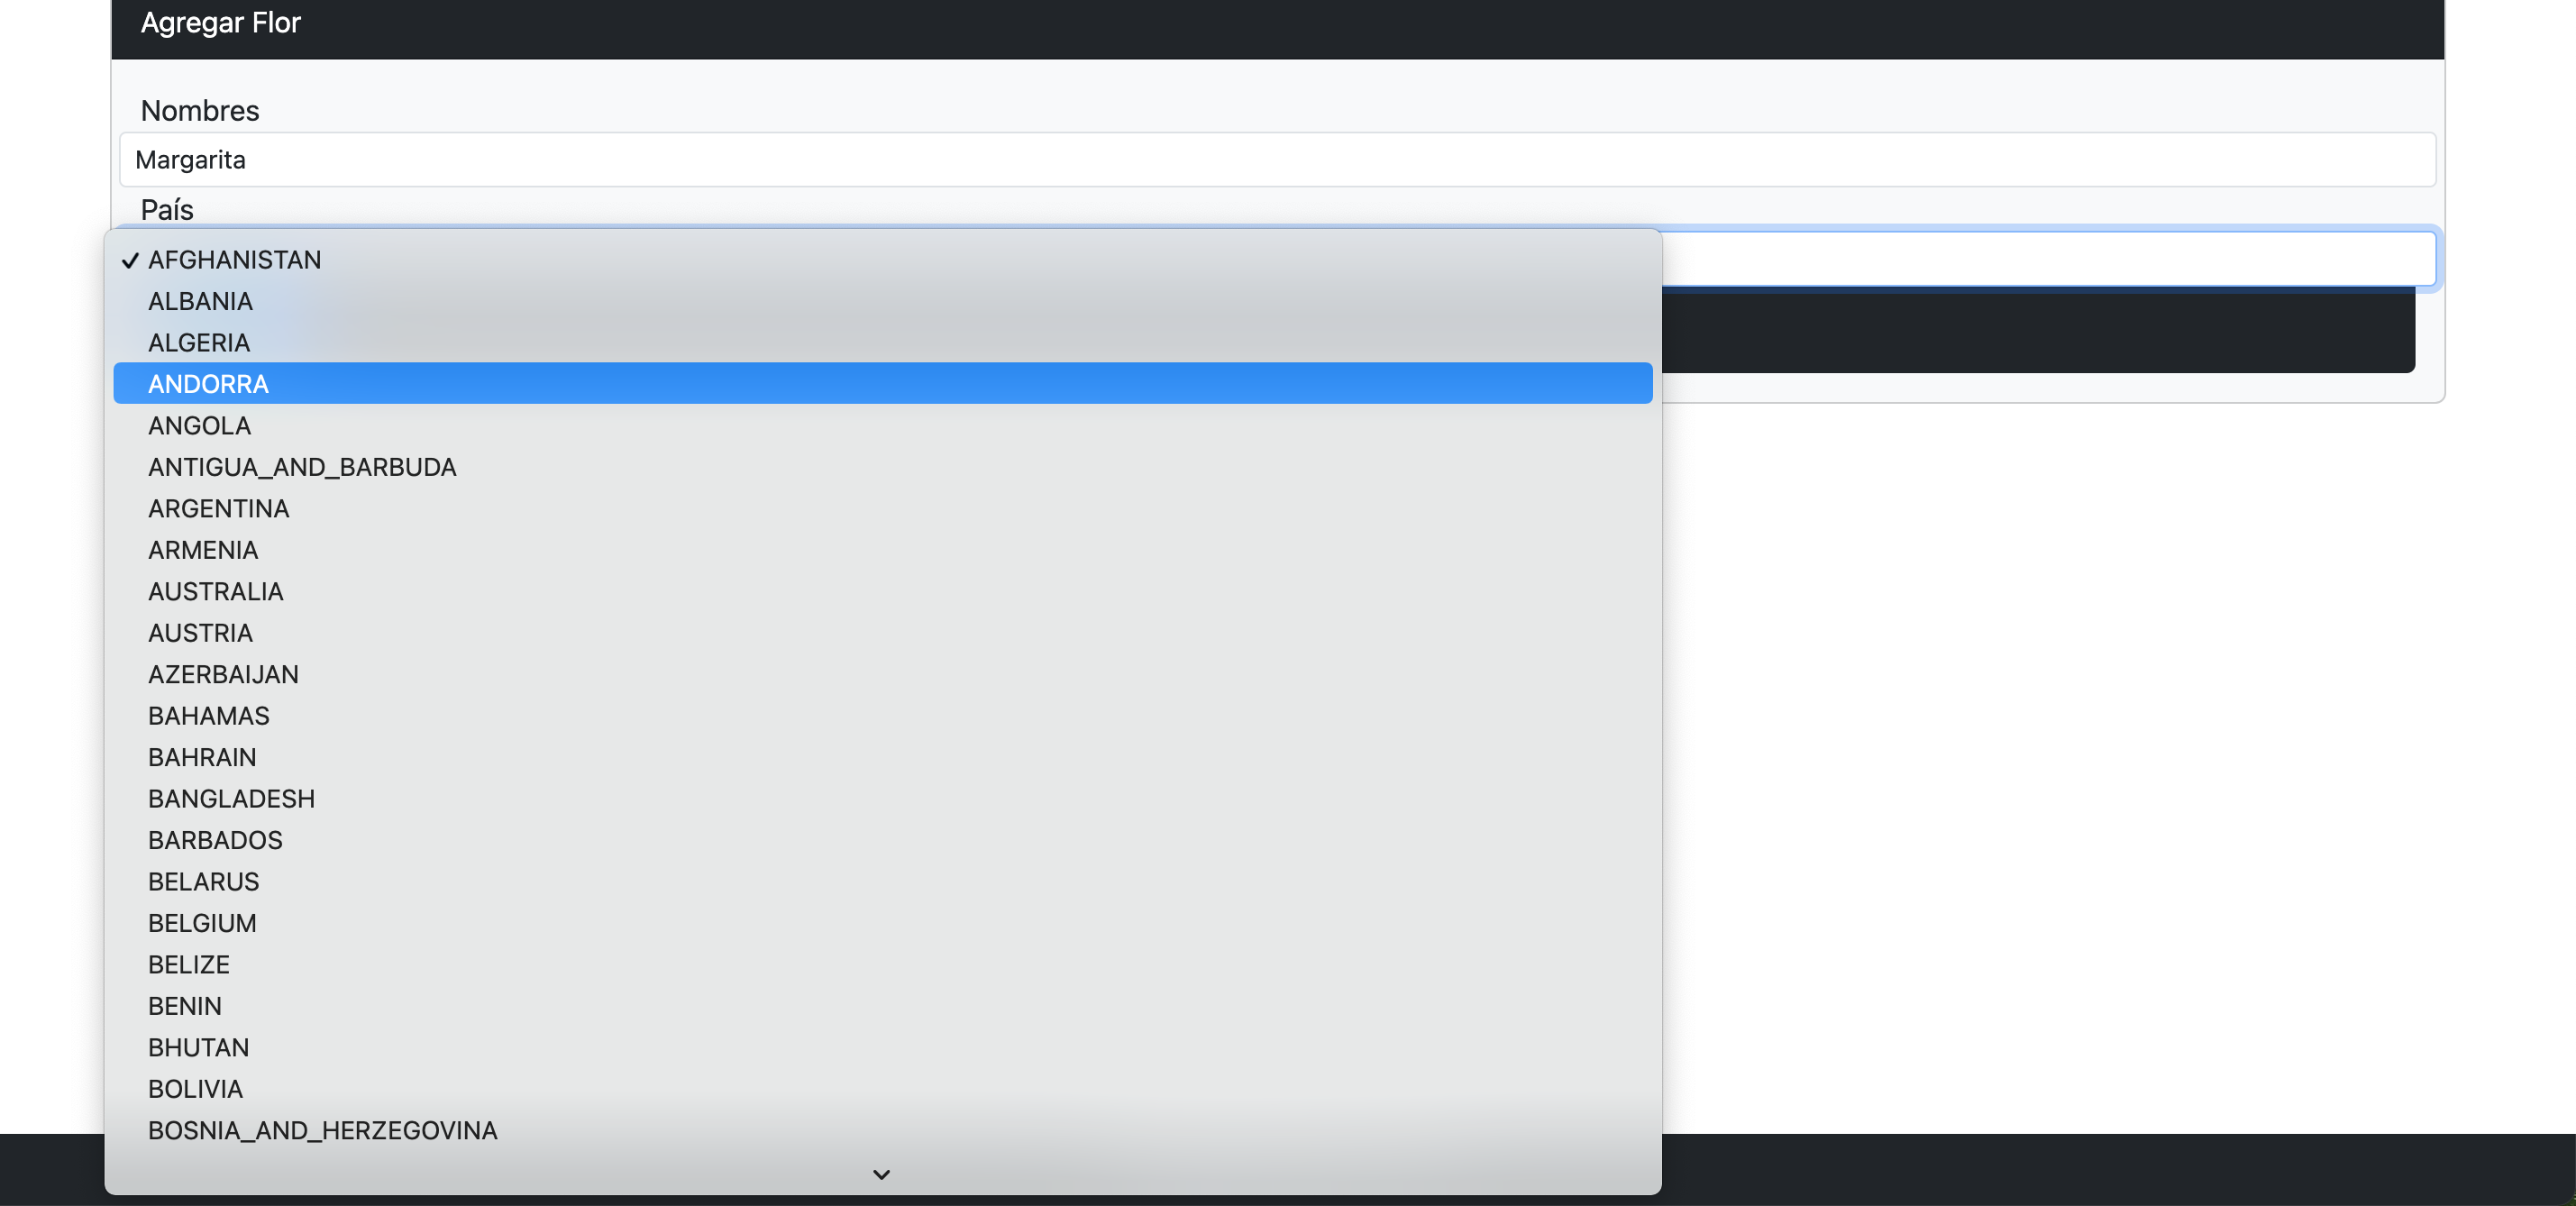 Agregar Flor
Nombres
Margarita
País
AFGHANISTAN
ALBANIA
ALGERIA
ANDORRA
ANGOLA
ANTIGUA_AND_BARBUDA
ARGENTINA
ARMENIA
AUSTRALIA
AUSTRIA
AZERBAIJAN
BAHAMAS
BAHRAIN
BANGLADESH
BARBADOS
BELARUS
BELGIUM
BELIZE
BENIN
BHUTAN
BOLIVIA
BOSNIA_AND_HERZEGOVINA